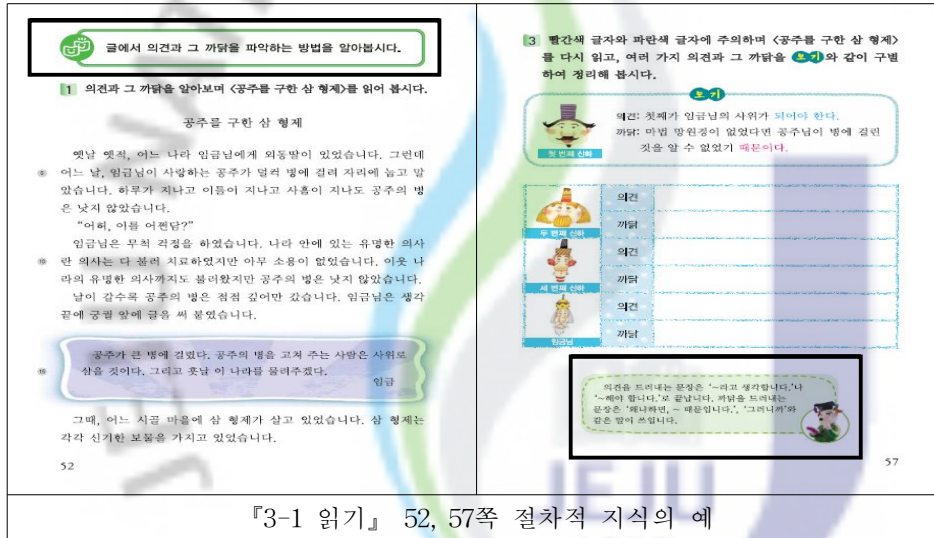 글에서 의견과 그 까닭을 파악하는 방법을 알아봅시다.
1 의견과 그 까닭을 알아보며 <공주를 구한 삼 형제>를 읽어 봅시다.
공주를 구한 삼 형제
옛날 옛적, 어느 나라 임금님에게 외동딸이 있었습니다. 그런데
5 어느 날, 임금님이 사랑하는 공주가 덜컥 병에 걸려 자리에 눕고 말
았습니다. 하루가 지나고 이틀이 지나고 사흘이 지나도 공주의 병
은 낫지 않았습니다.
“어허, 이를 어쩐담?”
임금님은 무척 걱정을 하였습니다. 나라 안에 있는 유명한 의사
10 란 의사는 다 불러 치료하였지만 아무 소용이 없었습니다. 이웃 나
라의 유명한 의사까지도 불러왔지만 공주의 병은 낫지 않았습니다.
날이 갈수록 공주의 병은 점점 깊어만 갔습니다. 임금님은 생각
끝에 궁궐 앞에 글을 써 붙였습니다.
공주가 큰 병에 걸렸다. 공주의 병을 고쳐 주는 사람은 사위로
15 삼을 것이다. 그리고 훗날 이 나라를 물려주겠다.
임금
그때, 어느 시골 마을에 삼 형제가 살고 있었습니다. 삼 형제는
각각 신기한 보물을 가지고 있었습니다.
52
3 빨간색 글자와 파란색 글자에 주의하며 <공주를 구한 삼 형제>
를 다시 읽고, 여러 가지 의견과 그 까닭을 보기와 같이 구별
하여 정리해 봅시다.
보기
의견: 첫째가 임금님의 사위가 되어야 한다.
까닭: 마법 망원경이 없었다면 공주님이 병에 걸린
것을 알 수 없었기 때문이다.
첫 번째 신하
의견
까닭
두 번째 신하
의견
까닭
세 번째 신하
의견
까닭
임금님
의견을 드러내는 문장은 ‘~라고 생각합니다.’나
‘~해야 합니다.’로 끝납니다. 까닭을 드러내는
문장은 ‘왜냐하면, ~ 때문입니다.’, ‘그러니까’와
같은 말이 쓰입니다.
57
『3-1 읽기』 52, 57쪽 절차적 지식의 예